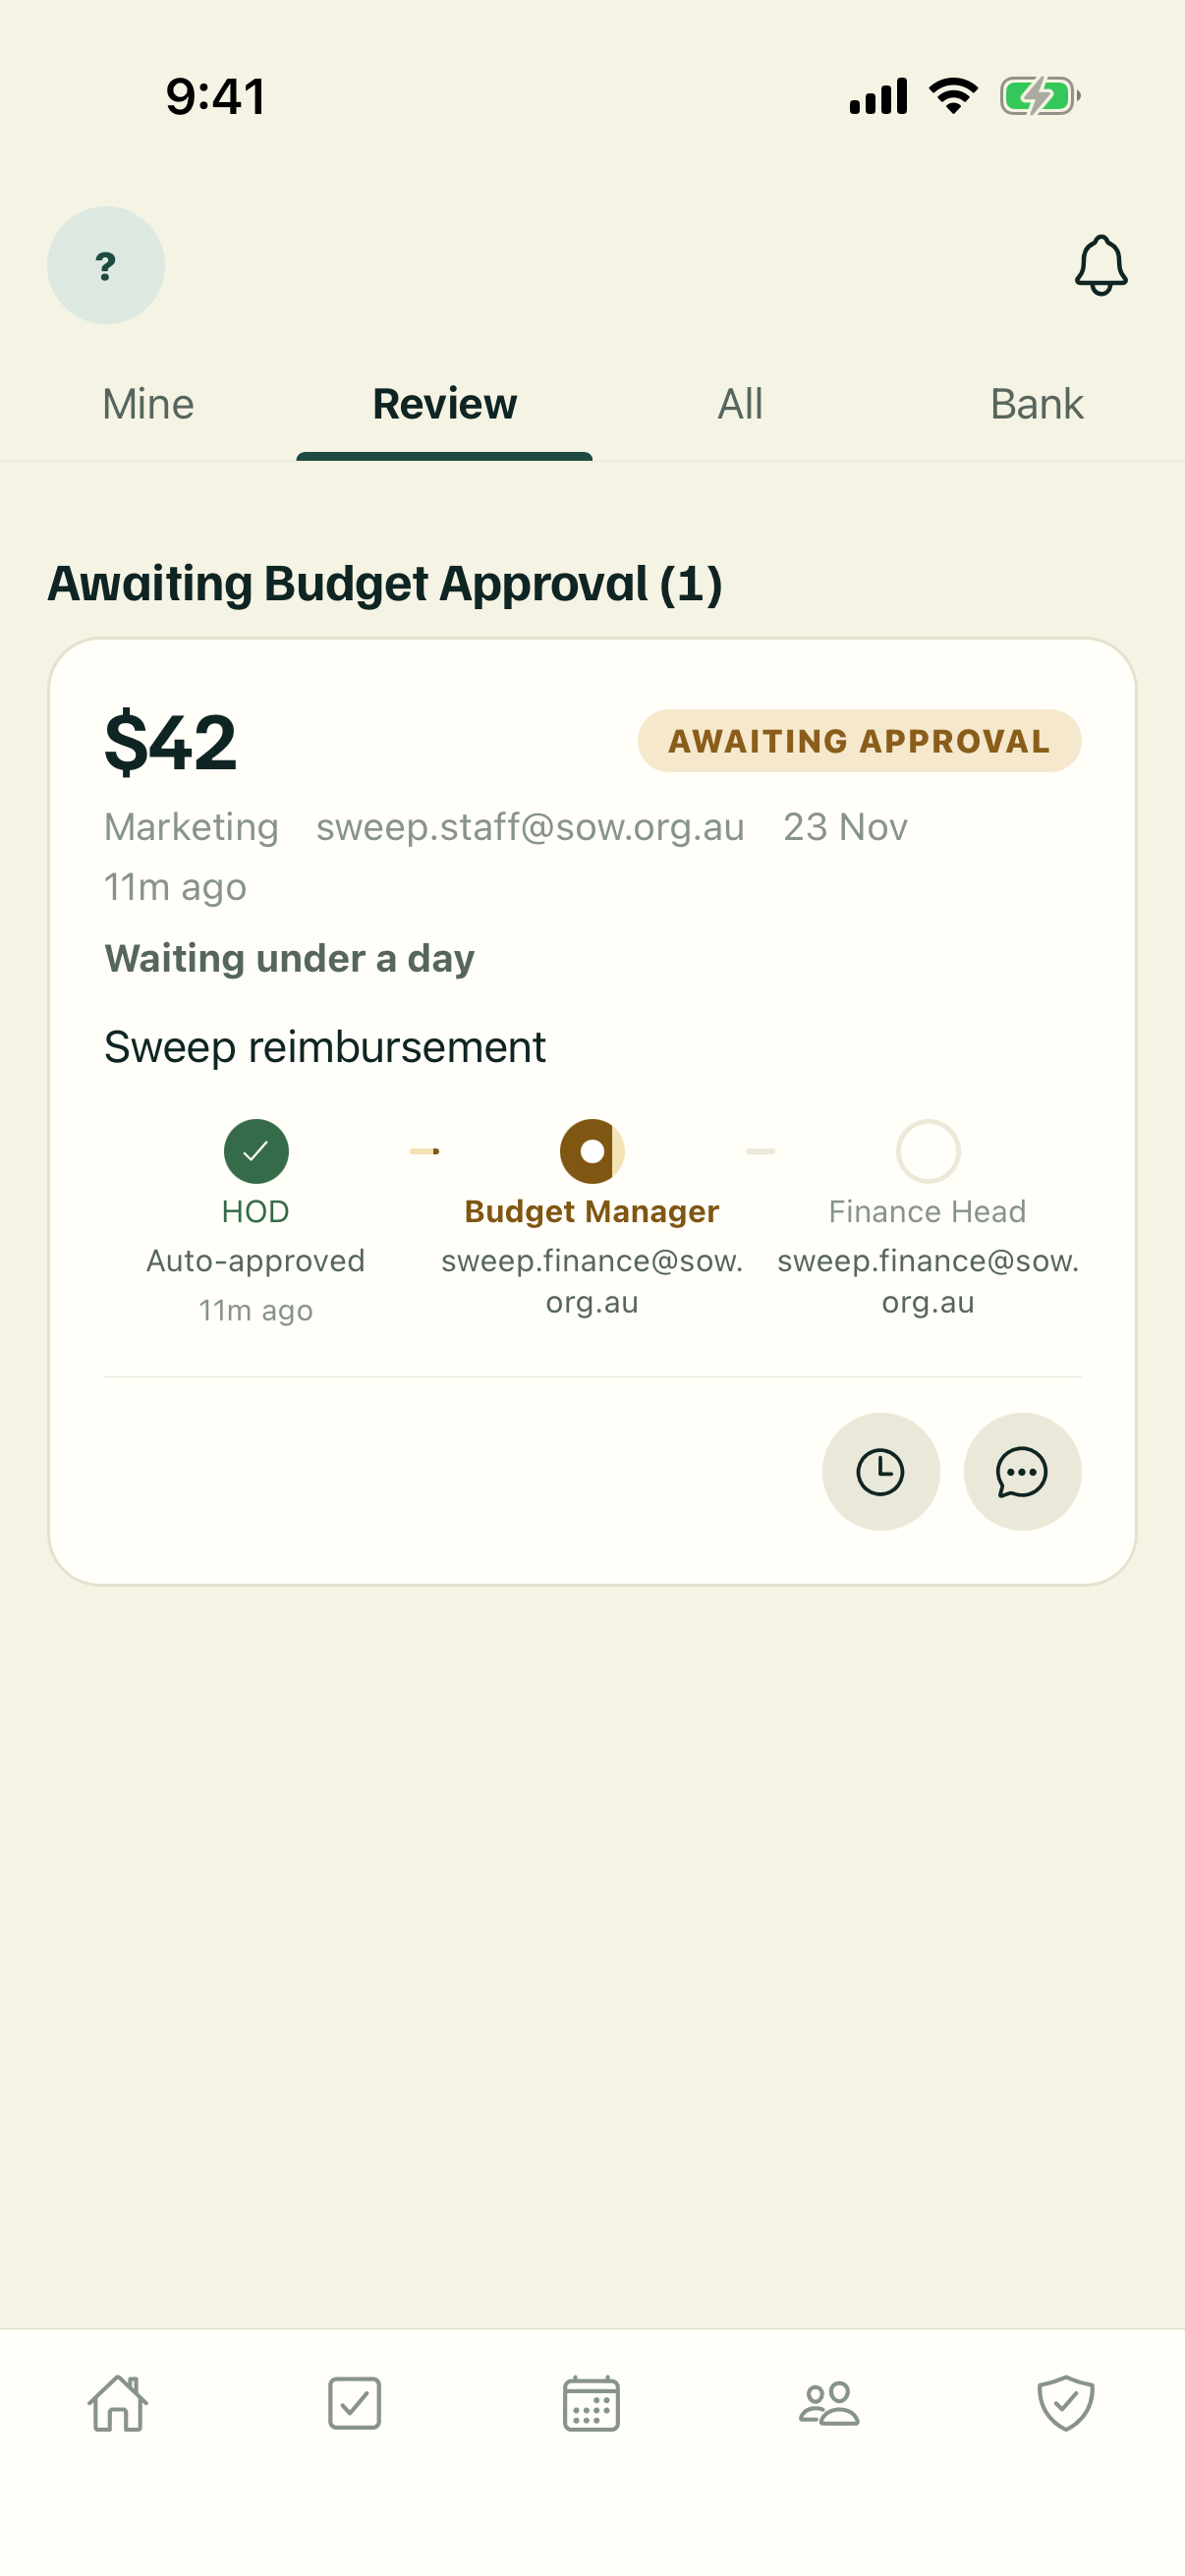 9:41
?
Mine Review All Bank
Awaiting Budget Approval (1)
$42 AWAITING APPROVAL
Marketing sweep.staff@sow.org.au 23 Nov
11m ago
Waiting under a day
Sweep reimbursement
HOD Budget Manager Finance Head
Auto-approved sweep.finance@sow. sweep.finance@sow.
11m ago org.au org.au